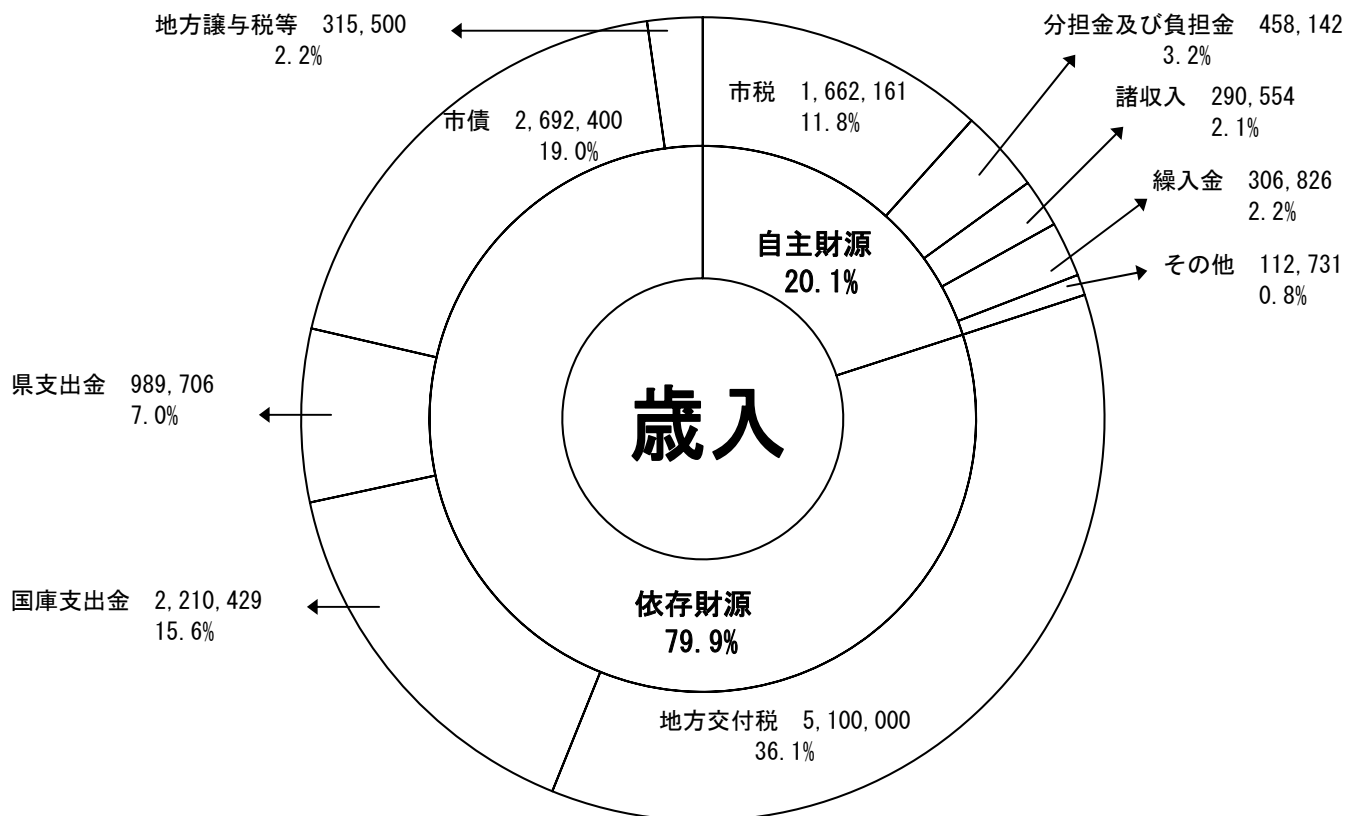 地方譲与税等 315,500
2.2%
分担金及び負担金 458,142
3.2%
市税 1,662,161
11.8%
諸収入 290,554
2.1%
市債 2,692,400
19.0%
繰入金 306,826
2.2%
自主財源
20.1%
その他 112,731
0.8%
県支出金 989,706
7.0%
歳入
国庫支出金 2,210,429
15.6%
依存財源
79.9%
地方交付税 5,100,000
36.1%